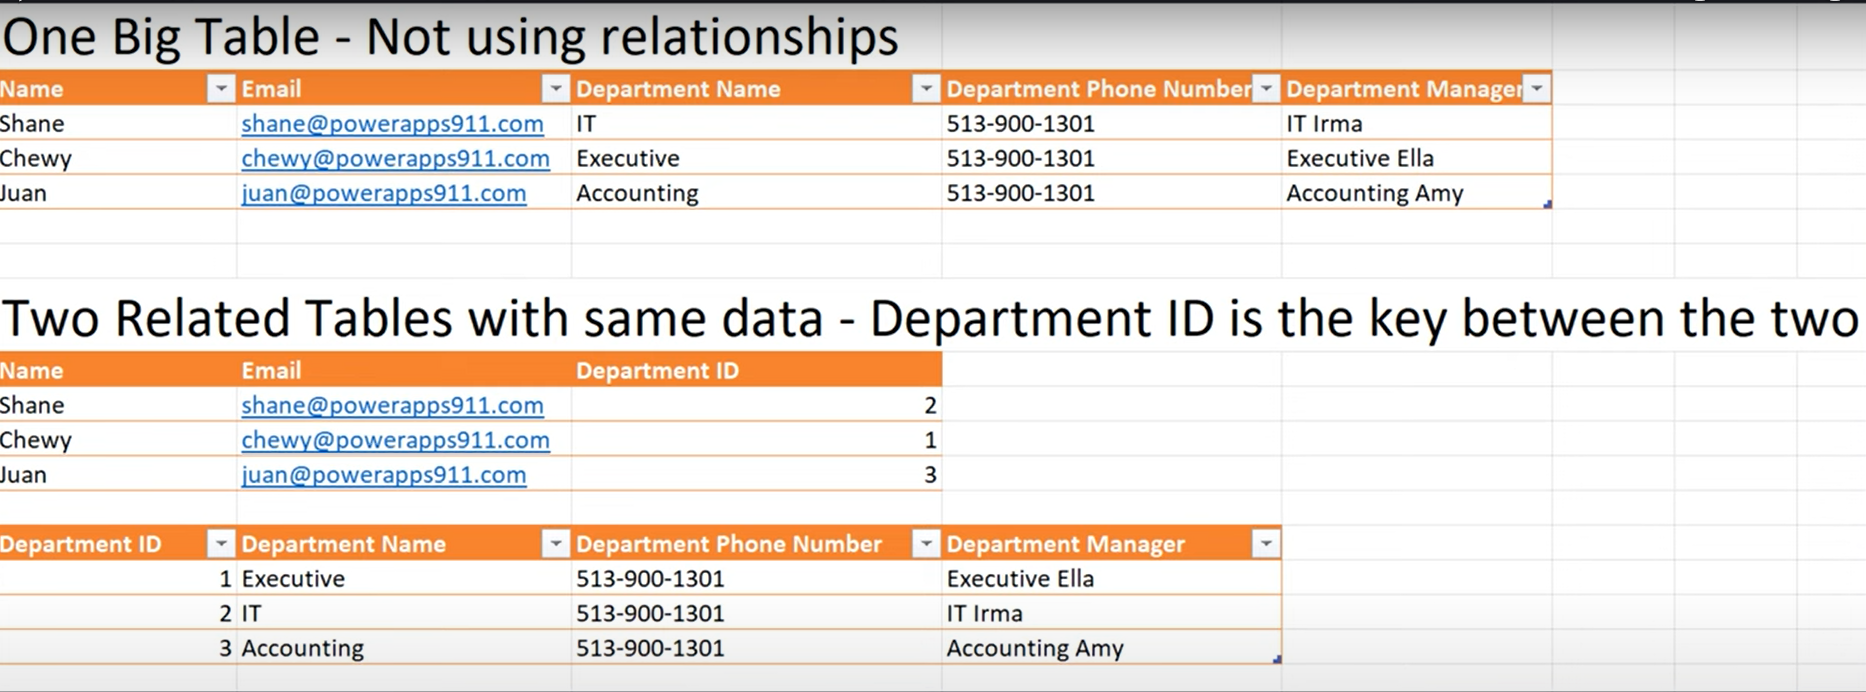 One Big Table - Not using relationships
Name Email Department Name Department Phone Number Department Manager
Shane shane@powerapps911.com IT 513-900-1301 IT Irma
Chewy chewy@powerapps911.com Executive 513-900-1301 Executive Ella
Juan juan@powerapps911.com Accounting 513-900-1301 Accounting Amy
Two Related Tables with same data - Department ID is the key between the two
Name Email Department ID
Shane shane@powerapps911.com 2
Chewy chewy@powerapps911.com 1
Juan juan@powerapps911.com 3
Department ID Department Name Department Phone Number Department Manager
1 Executive 513-900-1301 Executive Ella
2 IT 513-900-1301 IT Irma
3 Accounting 513-900-1301 Accounting Amy